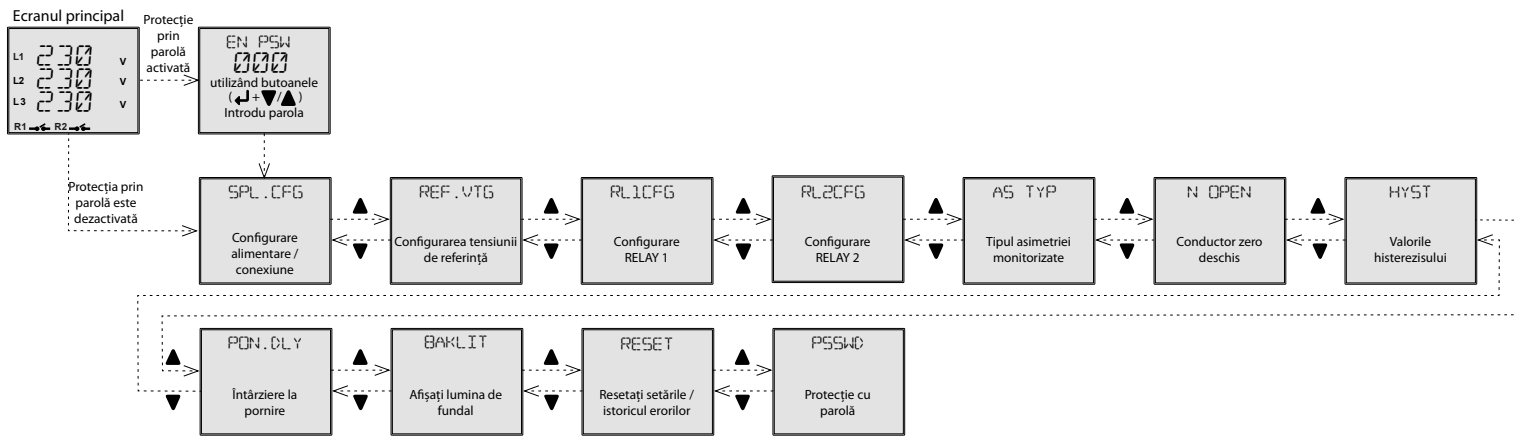 Ecranul principal
L1 230 V
L2 230 V
L3 230 V
R1 R2
Protecție
prin
parolă
activată
EN PSW
000
utilizând butoanele
(↵+▼/▲)
Introdu parola
Protecția prin
parolă este
dezactivată
SPL.CFG
Configurare
alimentare /
conexiune
REF.VTG
Configurarea tensiunii
de referință
RL1CFG
Configurare
RELAY 1
RL2CFG
Configurare
RELAY 2
AS TYP
Tipul asimetriei
monitorizate
N OPEN
Conductor zero
deschis
HYST
Valorile
histerezisului
PON.DLY
Întârziere la
pornire
BAKLIT
Afișați lumina de
fundal
RESET
Resetați setările /
istoricul erorilor
PSSWD
Protecție cu
parolă